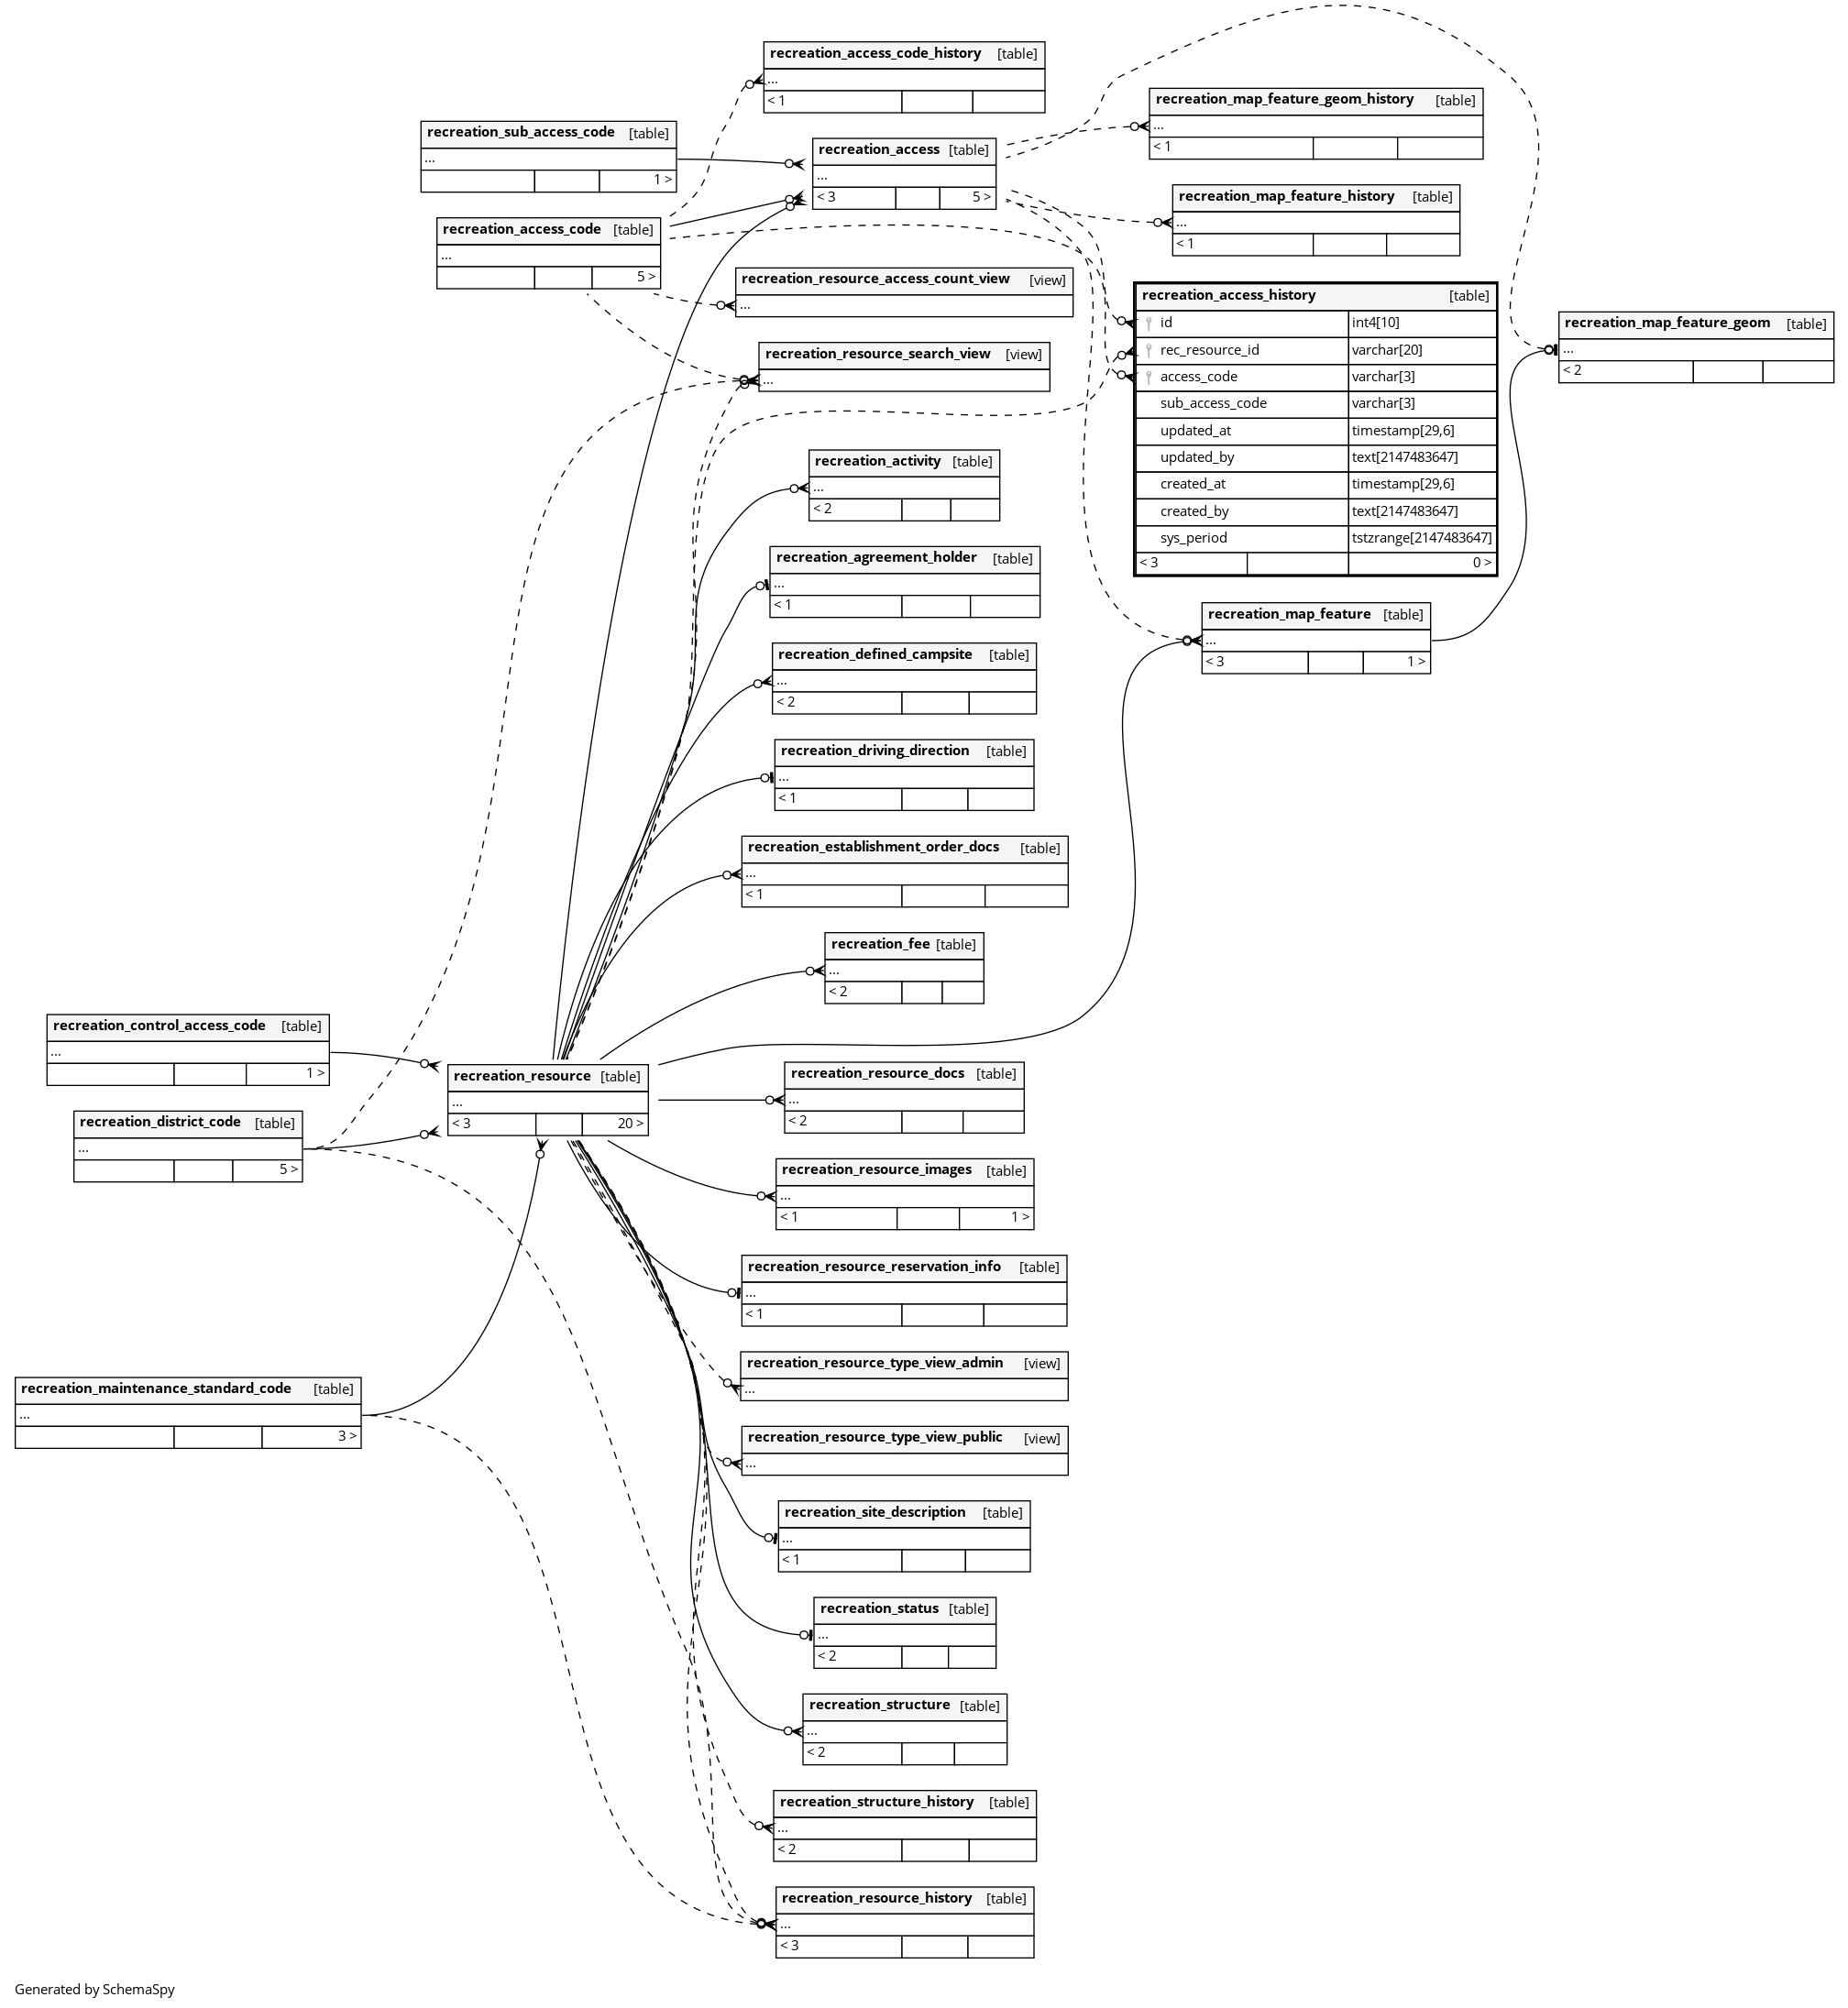 recreation_access_code_history [table]
...
< 1
recreation_map_feature_geom_history [table]
...
< 1
recreation_sub_access_code [table]
...
1 >
recreation_access [table]
...
< 3 5 >
recreation_map_feature_history [table]
...
< 1
recreation_access_code [table]
...
5 >
recreation_resource_access_count_view [view]
...
recreation_access_history [table]
id int4[10]
rec_resource_id varchar[20]
access_code varchar[3]
sub_access_code varchar[3]
updated_at timestamp[29,6]
updated_by text[2147483647]
created_at timestamp[29,6]
created_by text[2147483647]
sys_period tstzrange[2147483647]
< 3 0 >
recreation_map_feature_geom [table]
...
< 2
recreation_resource_search_view [view]
...
recreation_activity [table]
...
< 2
recreation_agreement_holder [table]
...
< 1
recreation_map_feature [table]
...
< 3 1 >
recreation_defined_campsite [table]
...
< 2
recreation_driving_direction [table]
...
< 1
recreation_establishment_order_docs [table]
...
< 1
recreation_fee [table]
...
< 2
recreation_control_access_code [table]
...
1 >
recreation_resource [table]
...
< 3 20 >
recreation_resource_docs [table]
...
< 2
recreation_district_code [table]
...
5 >
recreation_resource_images [table]
...
< 1 1 >
recreation_resource_reservation_info [table]
...
< 1
recreation_resource_type_view_admin [view]
...
recreation_maintenance_standard_code [table]
...
3 >
recreation_resource_type_view_public [view]
...
recreation_site_description [table]
...
< 1
recreation_status [table]
...
< 2
recreation_structure [table]
...
< 2
recreation_structure_history [table]
...
< 2
recreation_resource_history [table]
...
< 3
Generated by SchemaSpy